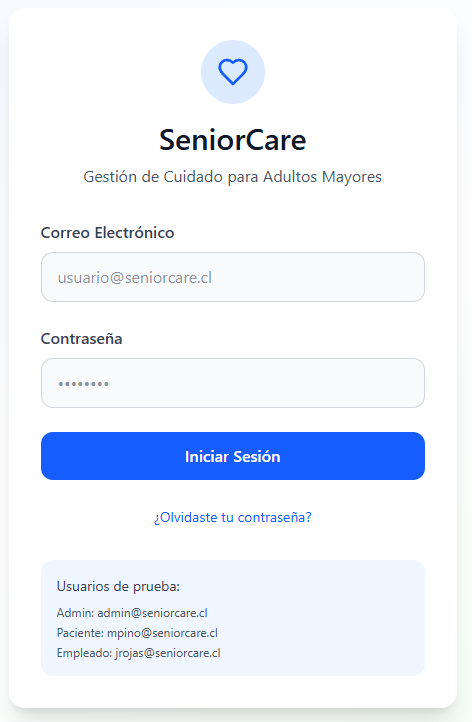 SeniorCare
Gestión de Cuidado para Adultos Mayores
Correo Electrónico
usuario@seniorcare.cl
Contraseña
••••••••
Iniciar Sesión
¿Olvidaste tu contraseña?
Usuarios de prueba:
Admin: admin@seniorcare.cl
Paciente: mpino@seniorcare.cl
Empleado: jrojas@seniorcare.cl